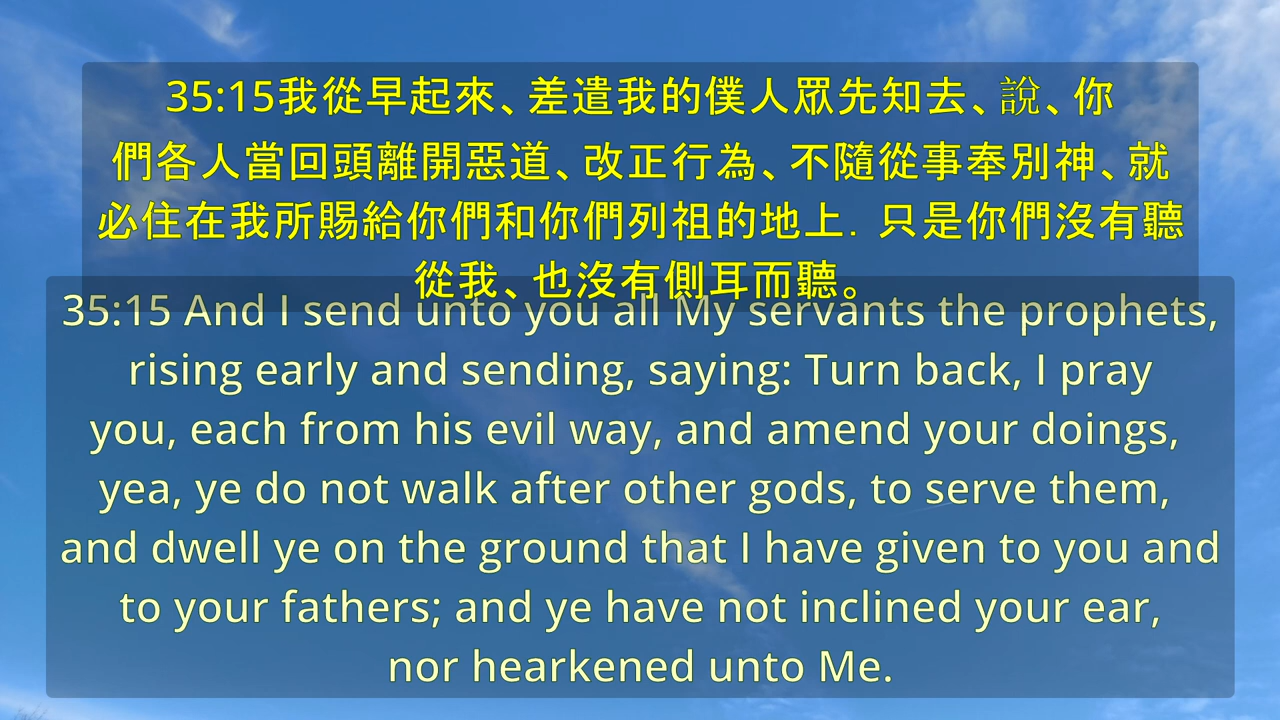 35:15我從早起來、差遣我的僕人眾先知去、說、你
們各人當回頭離開惡道、改正行為、不隨從事奉別神、就
必住在我所賜給你們和你們列祖的地上．只是你們沒有聽
從我、也沒有側耳而聽。
35:15 And I send unto you all My servants the prophets,
rising early and sending, saying: Turn back, I pray
you, each from his evil way, and amend your doings,
yea, ye do not walk after other gods, to serve them,
and dwell ye on the ground that I have given to you and
to your fathers; and ye have not inclined your ear,
nor hearkened unto Me.